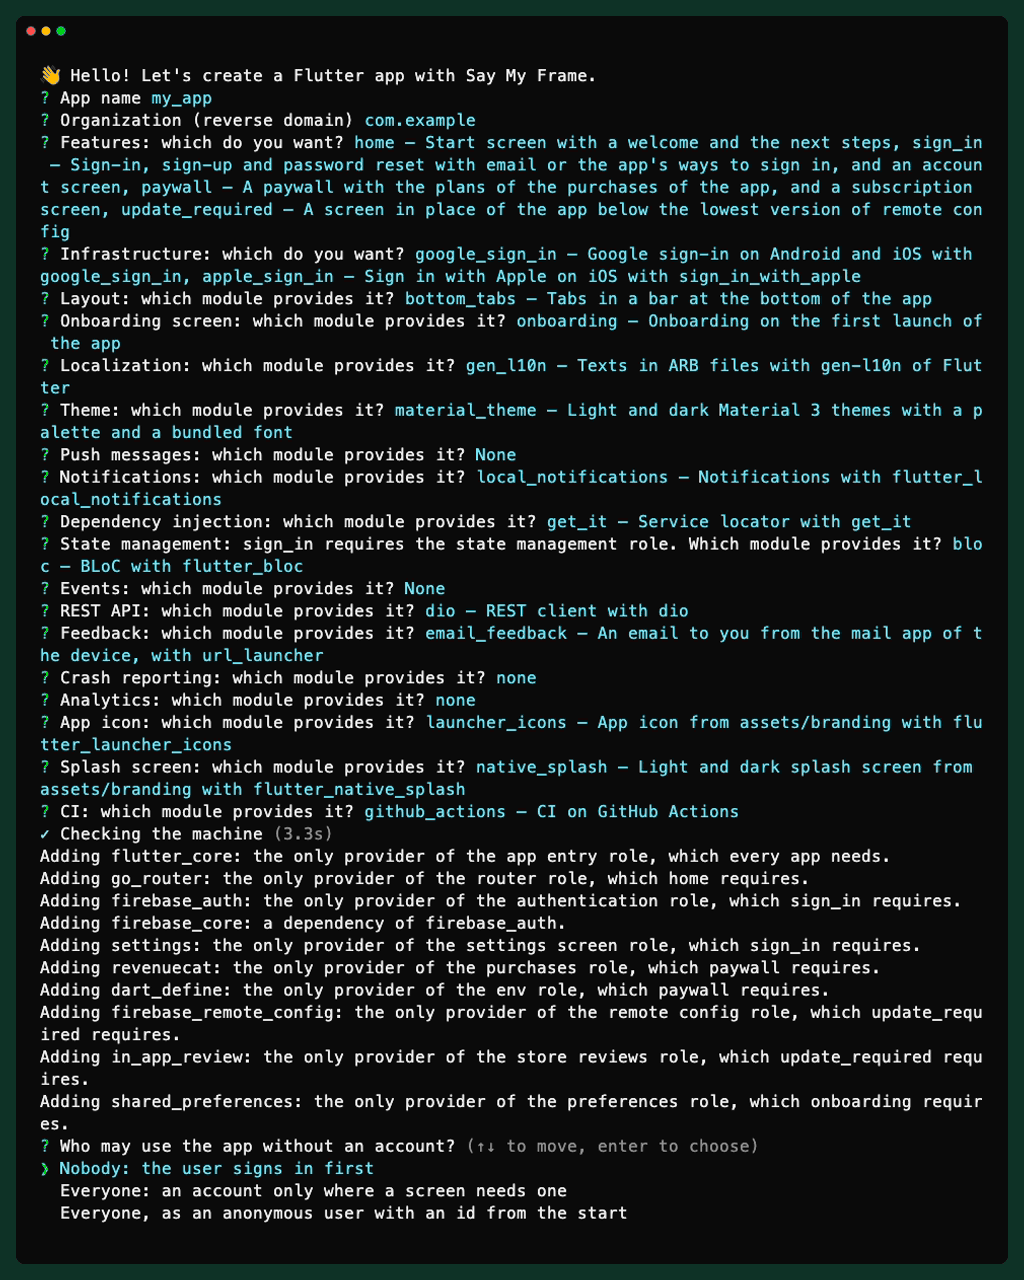 👋 Hello! Let's create a Flutter app with Say My Frame.
? App name my_app
? Organization (reverse domain) com.example
? Features: which do you want? home — Start screen with a welcome and the next steps, sign_in
 — Sign-in, sign-up and password reset with email or the app's ways to sign in, and an accoun
t screen, paywall — A paywall with the plans of the purchases of the app, and a subscription
screen, update_required — A screen in place of the app below the lowest version of remote con
fig
? Infrastructure: which do you want? google_sign_in — Google sign-in on Android and iOS with
google_sign_in, apple_sign_in — Sign in with Apple on iOS with sign_in_with_apple
? Layout: which module provides it? bottom_tabs — Tabs in a bar at the bottom of the app
? Onboarding screen: which module provides it? onboarding — Onboarding on the first launch of
 the app
? Localization: which module provides it? gen_l10n — Texts in ARB files with gen-l10n of Flut
ter
? Theme: which module provides it? material_theme — Light and dark Material 3 themes with a p
alette and a bundled font
? Push messages: which module provides it? None
? Notifications: which module provides it? local_notifications — Notifications with flutter_l
ocal_notifications
? Dependency injection: which module provides it? get_it — Service locator with get_it
? State management: sign_in requires the state management role. Which module provides it? blo
c — BLoC with flutter_bloc
? Events: which module provides it? None
? REST API: which module provides it? dio — REST client with dio
? Feedback: which module provides it? email_feedback — An email to you from the mail app of t
he device, with url_launcher
? Crash reporting: which module provides it? none
? Analytics: which module provides it? none
? App icon: which module provides it? launcher_icons — App icon from assets/branding with flu
tter_launcher_icons
? Splash screen: which module provides it? native_splash — Light and dark splash screen from
assets/branding with flutter_native_splash
? CI: which module provides it? github_actions — CI on GitHub Actions
✓ Checking the machine (3.3s)
Adding flutter_core: the only provider of the app entry role, which every app needs.
Adding go_router: the only provider of the router role, which home requires.
Adding firebase_auth: the only provider of the authentication role, which sign_in requires.
Adding firebase_core: a dependency of firebase_auth.
Adding settings: the only provider of the settings screen role, which sign_in requires.
Adding revenuecat: the only provider of the purchases role, which paywall requires.
Adding dart_define: the only provider of the env role, which paywall requires.
Adding firebase_remote_config: the only provider of the remote config role, which update_requ
ired requires.
Adding in_app_review: the only provider of the store reviews role, which update_required requ
ires.
Adding shared_preferences: the only provider of the preferences role, which onboarding requir
es.
? Who may use the app without an account? (↑↓ to move, enter to choose)
❯ Nobody: the user signs in first
  Everyone: an account only where a screen needs one
  Everyone, as an anonymous user with an id from the start